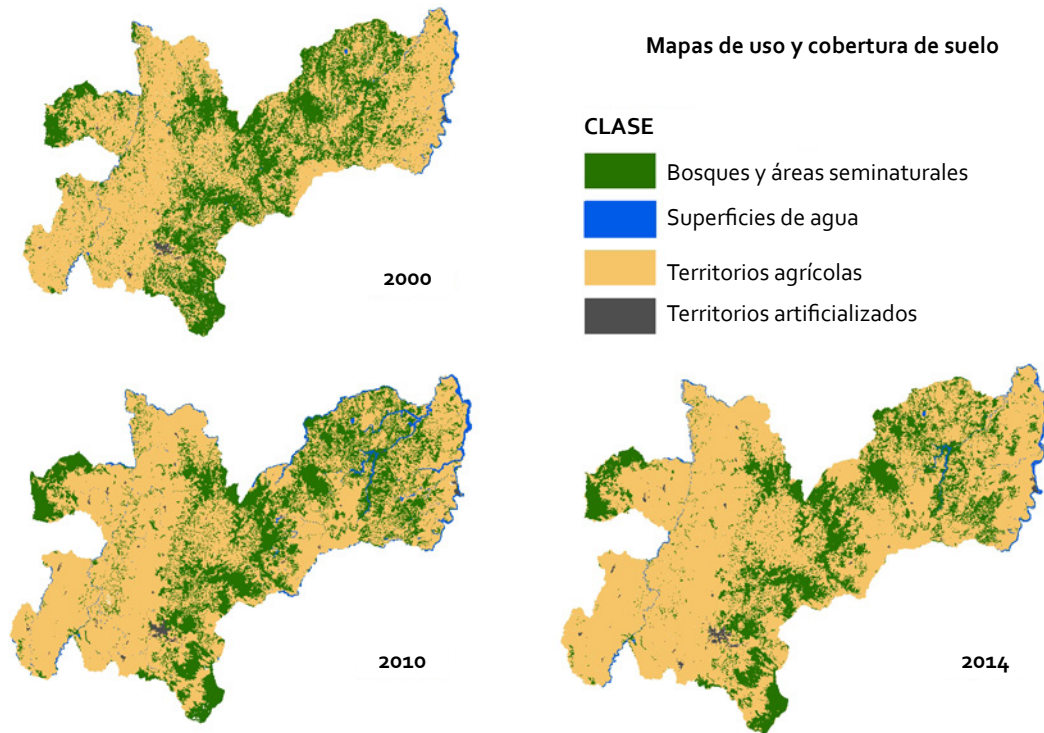 Mapas de uso y cobertura de suelo
CLASE
Bosques y áreas seminaturales
Superficies de agua
Territorios agrícolas
Territorios artificializados
2000
2010
2014